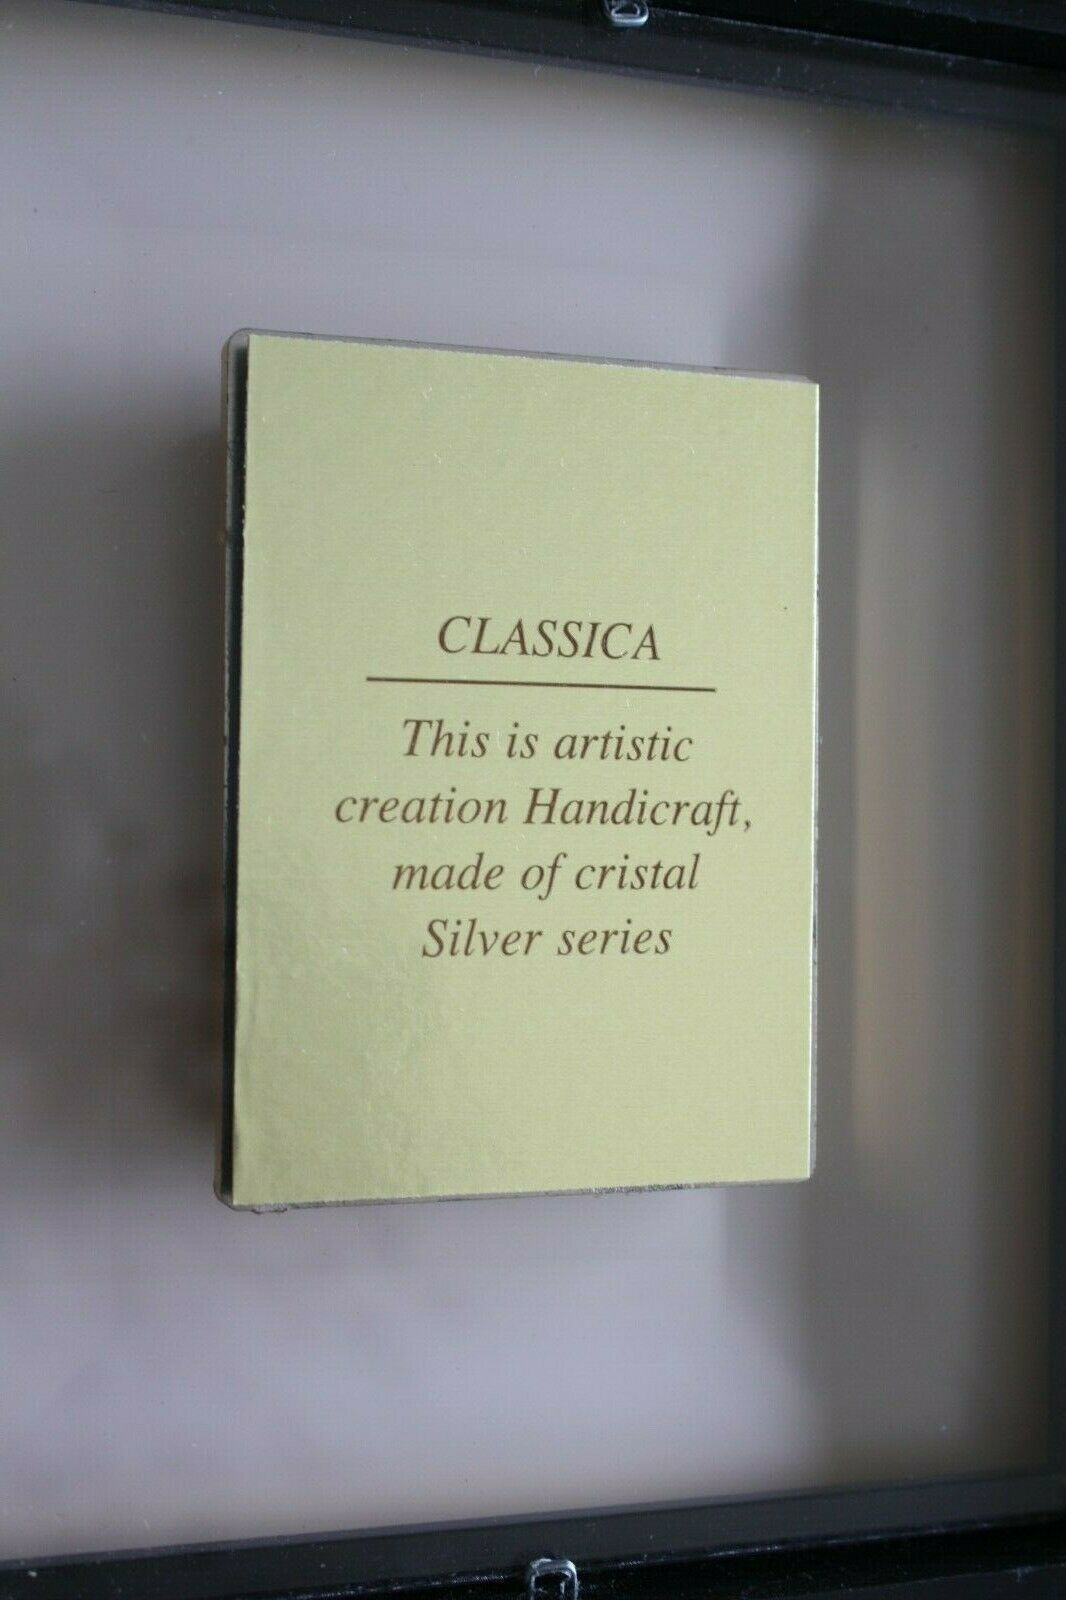 CLASSICA
This is artistic
creation Handicraft,
made of cristal
Silver series